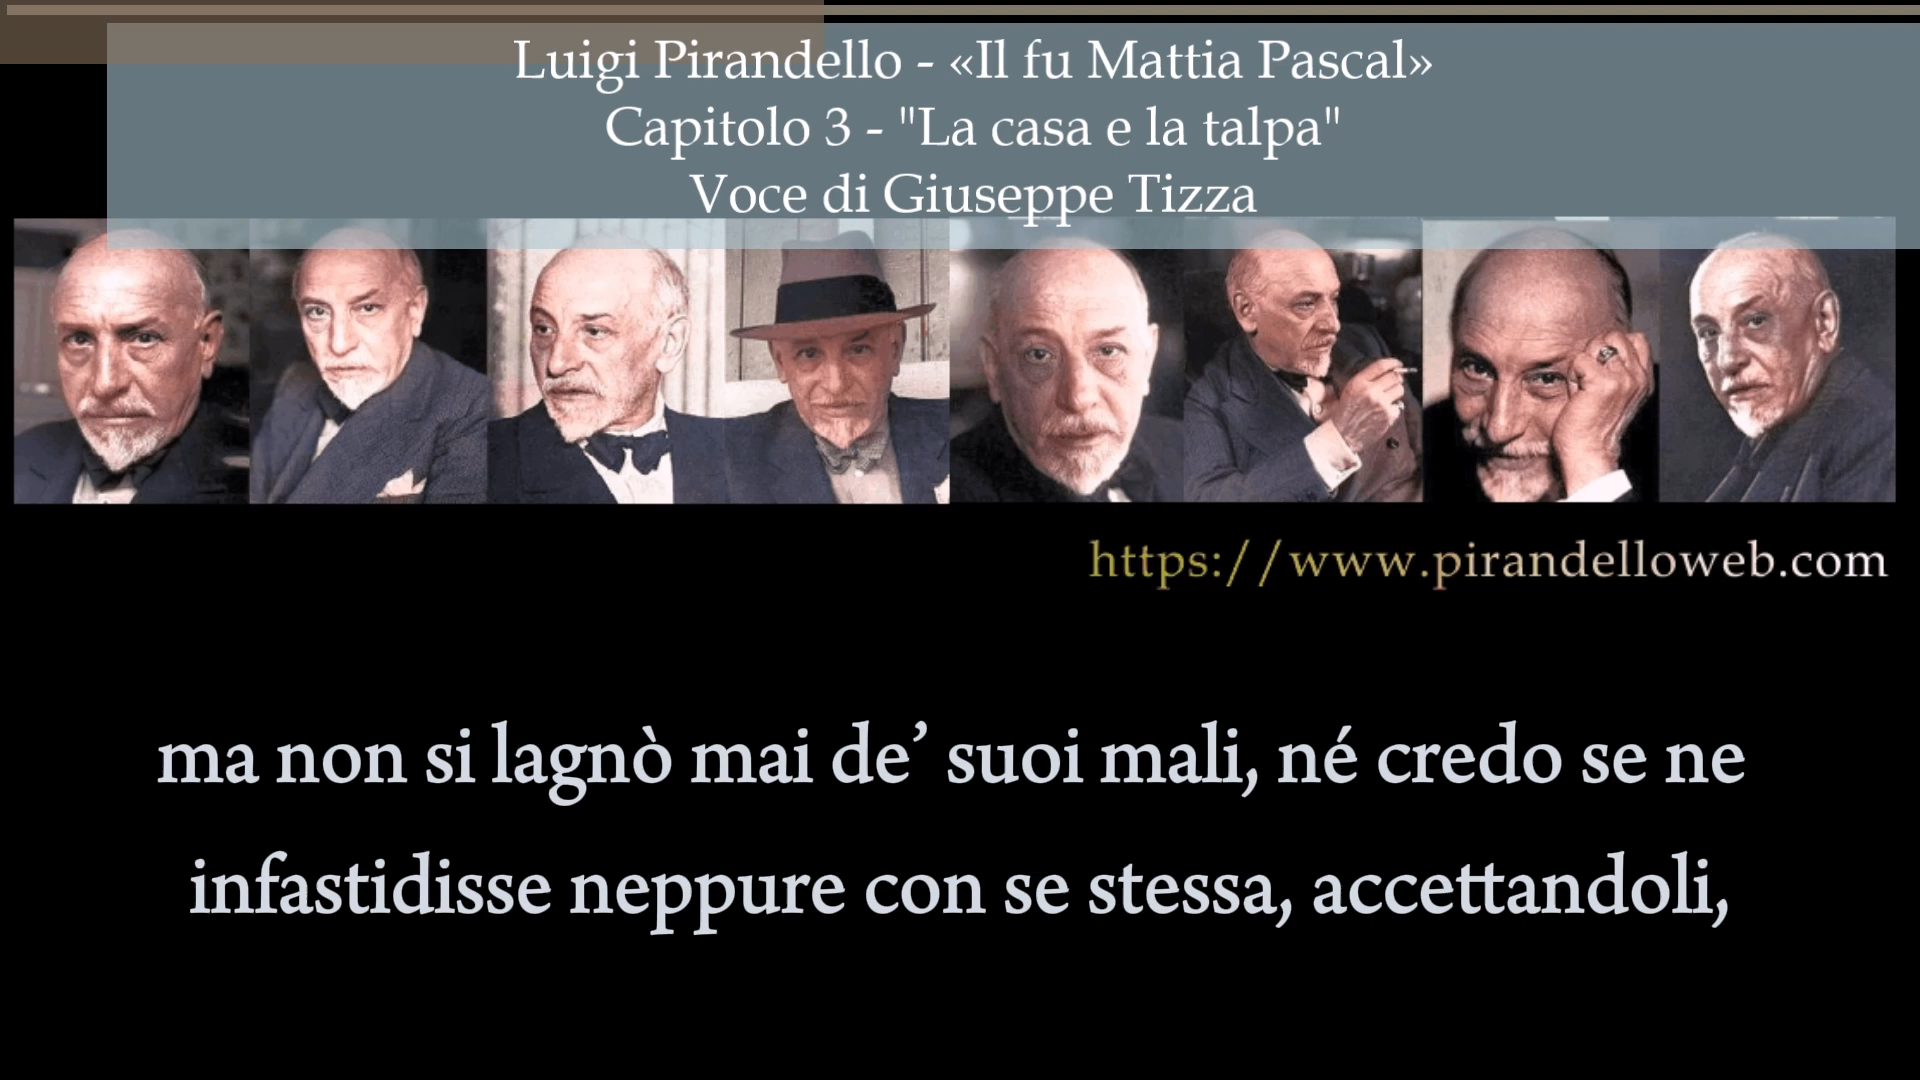 Luigi Pirandello - «Il fu Mattia Pascal»
Capitolo 3 - "La casa e la talpa"
Voce di Giuseppe Tizza
https://www.pirandelloweb.com
ma non si lagnò mai de’ suoi mali, né credo se ne
infastidisse neppure con se stessa, accettandoli,